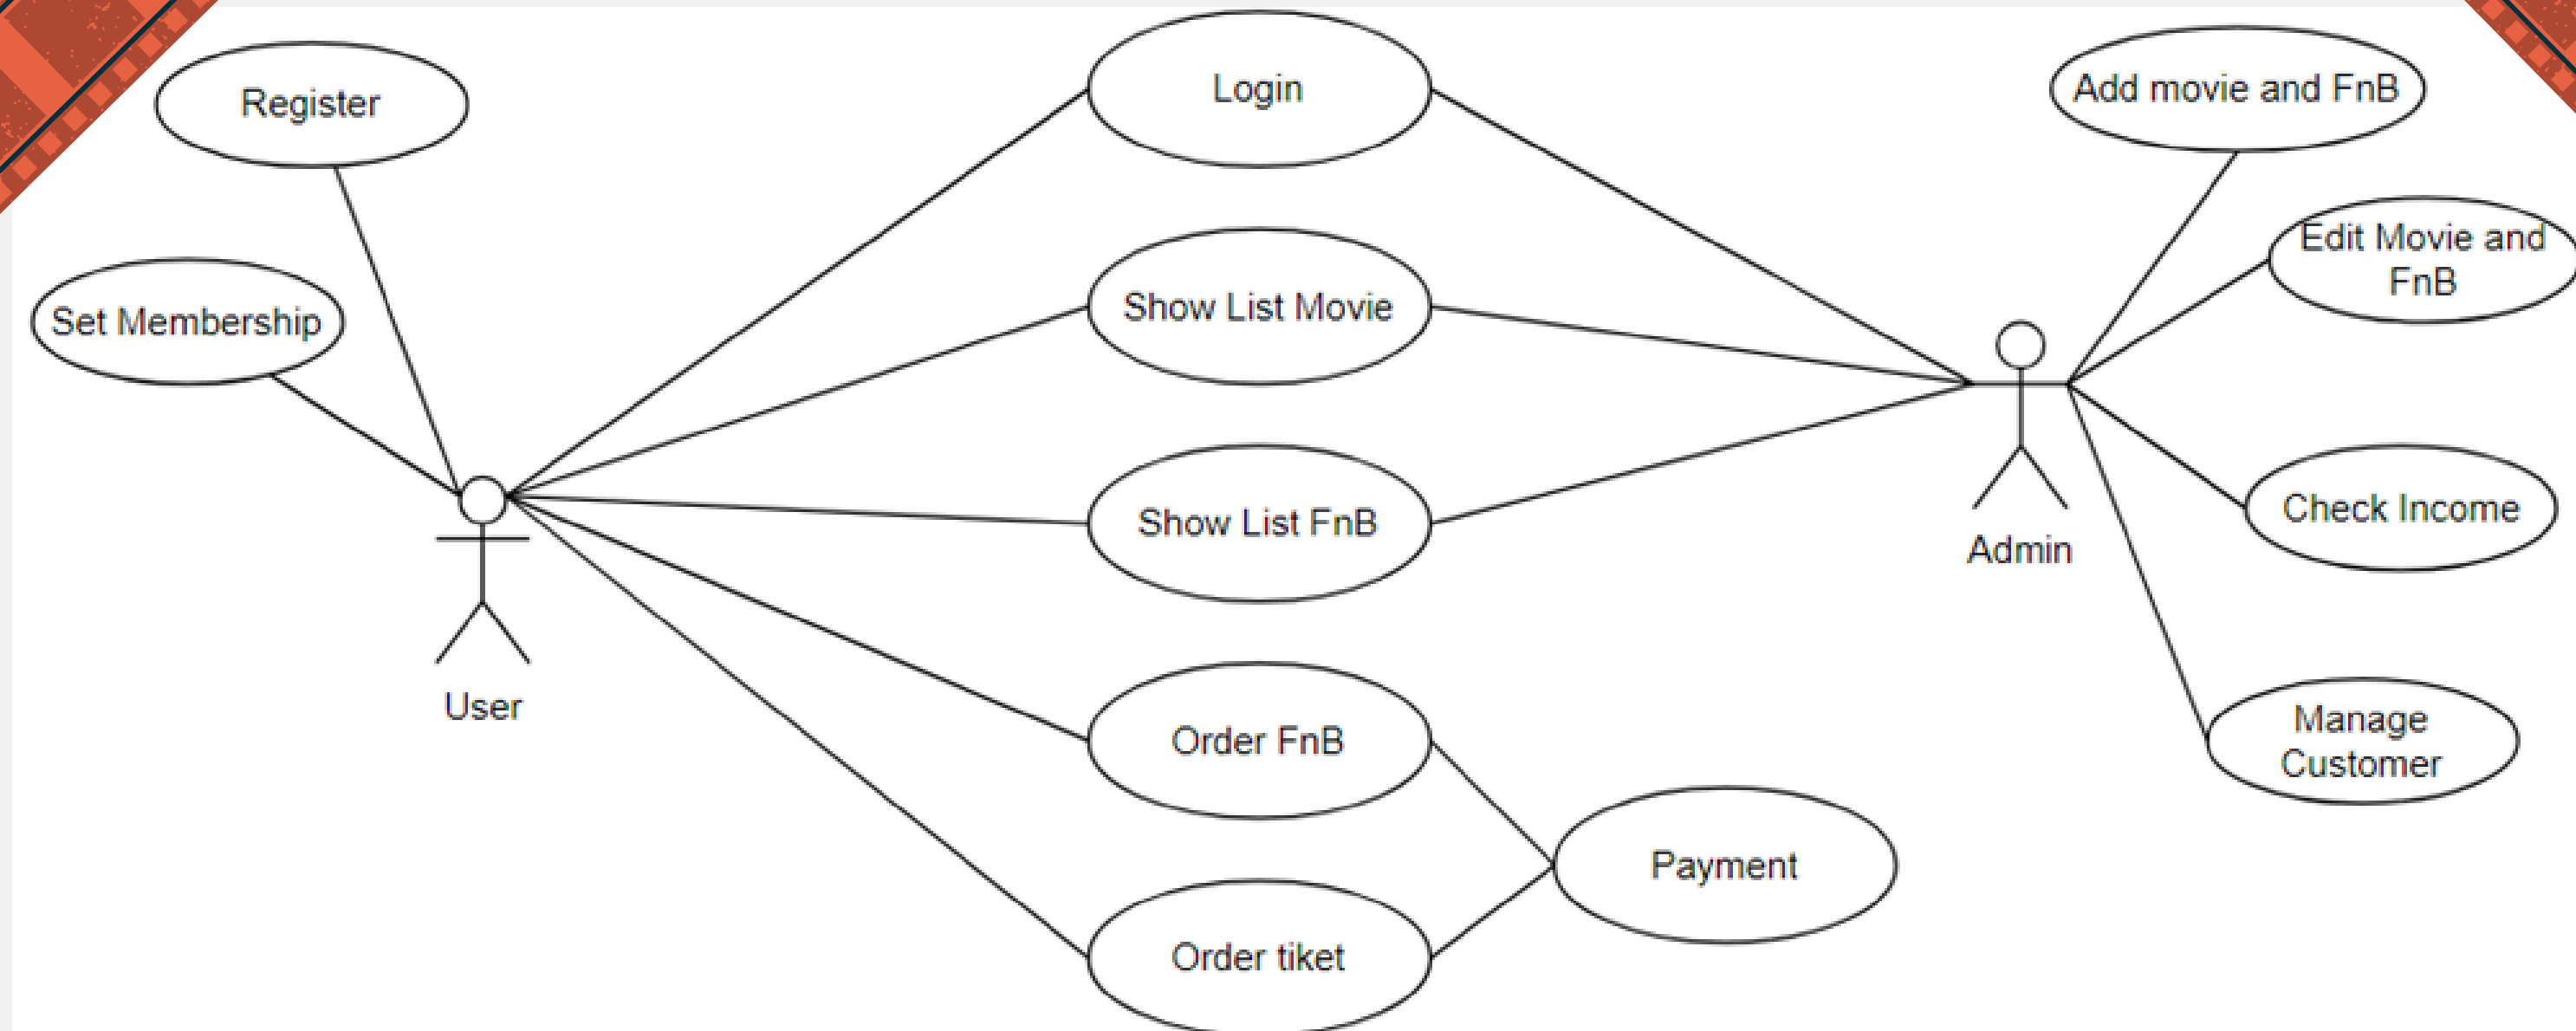 Register
Set Membership
User
Login
Show List Movie
Show List FnB
Order FnB
Order tiket
Payment
Admin
Add movie and FnB
Edit Movie and
FnB
Check Income
Manage
Customer